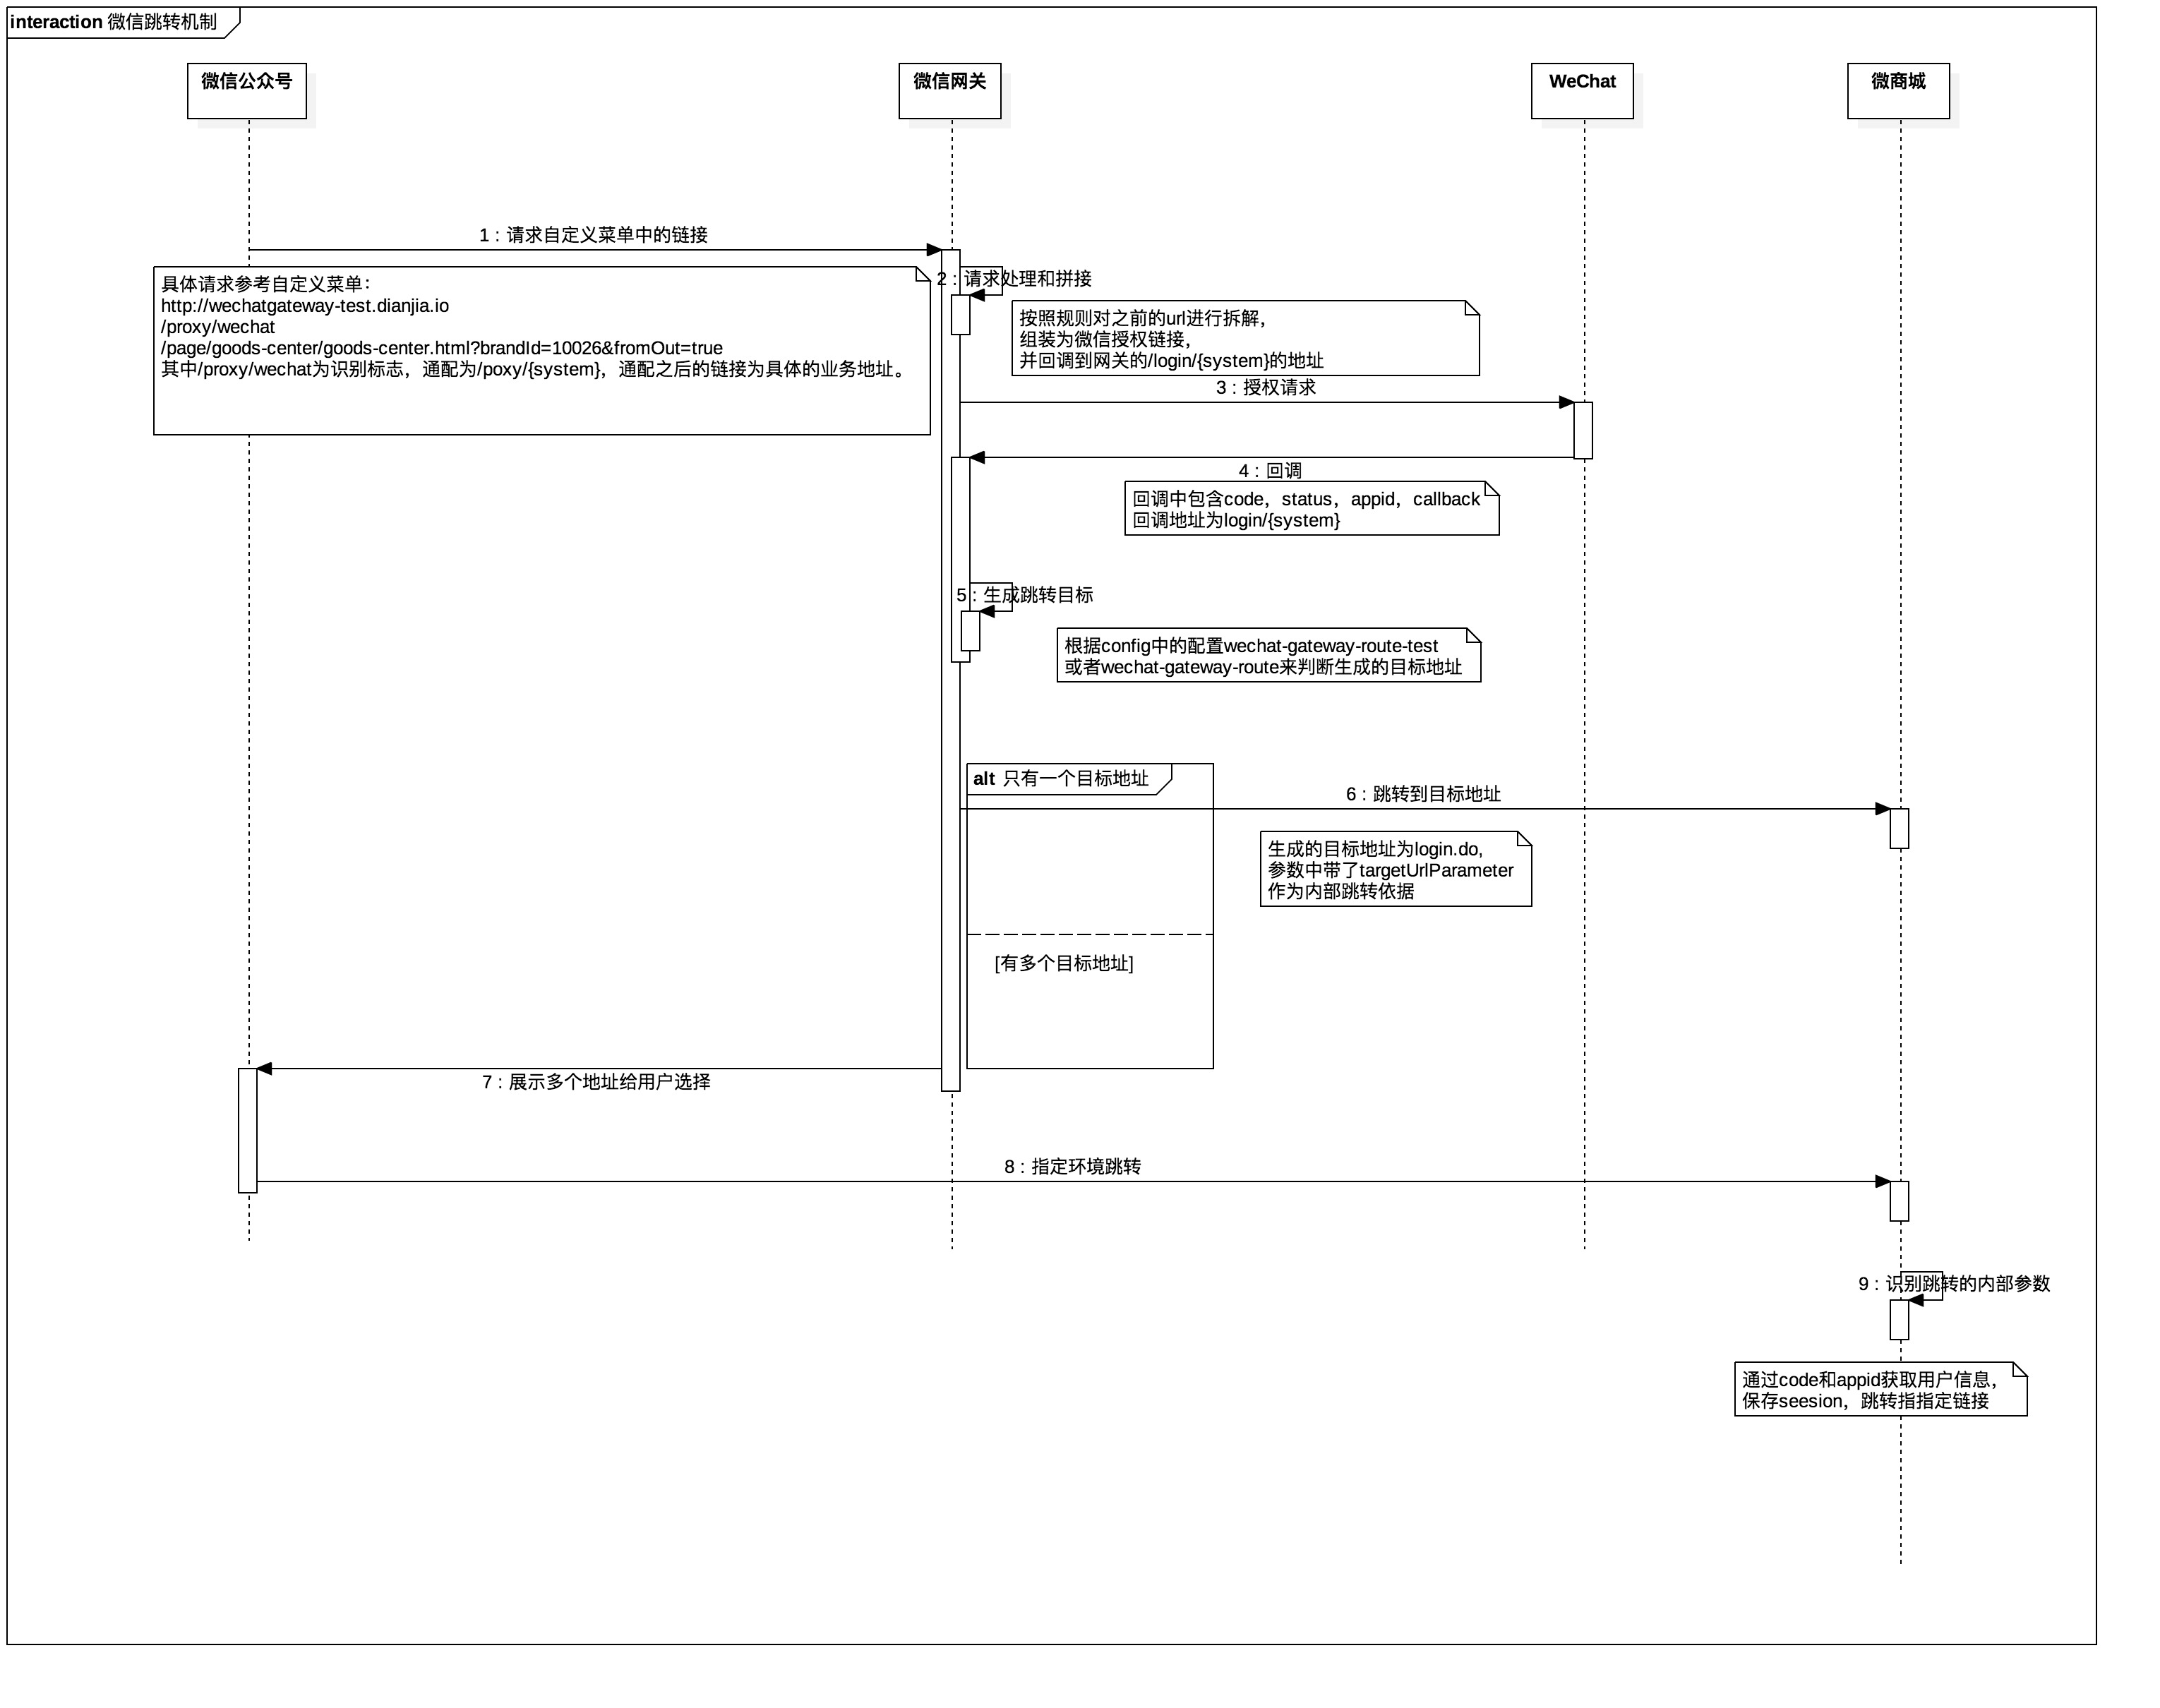 interaction 微信跳转机制
微信公众号
微信网关
WeChat
微商城
1 : 请求自定义菜单中的链接
2 : 请求处理和拼接
具体请求参考自定义菜单：
http://wechatgateway-test.dianjia.io
/proxy/wechat
/page/goods-center/goods-center.html?brandId=10026&fromOut=true
其中/proxy/wechat为识别标志，通配为/poxy/{system}，通配之后的链接为具体的业务地址。
按照规则对之前的url进行拆解，
组装为微信授权链接，
并回调到网关的/login/{system}的地址
3 : 授权请求
4 : 回调
回调中包含code，status，appid，callback
回调地址为login/{system}
5 : 生成跳转目标
根据config中的配置wechat-gateway-route-test
或者wechat-gateway-route来判断生成的目标地址
alt 只有一个目标地址
6 : 跳转到目标地址
生成的目标地址为login.do,
参数中带了targetUrlParameter
作为内部跳转依据
[有多个目标地址]
7 : 展示多个地址给用户选择
8 : 指定环境跳转
9 : 识别跳转的内部参数
通过code和appid获取用户信息，
保存seesion，跳转指指定链接